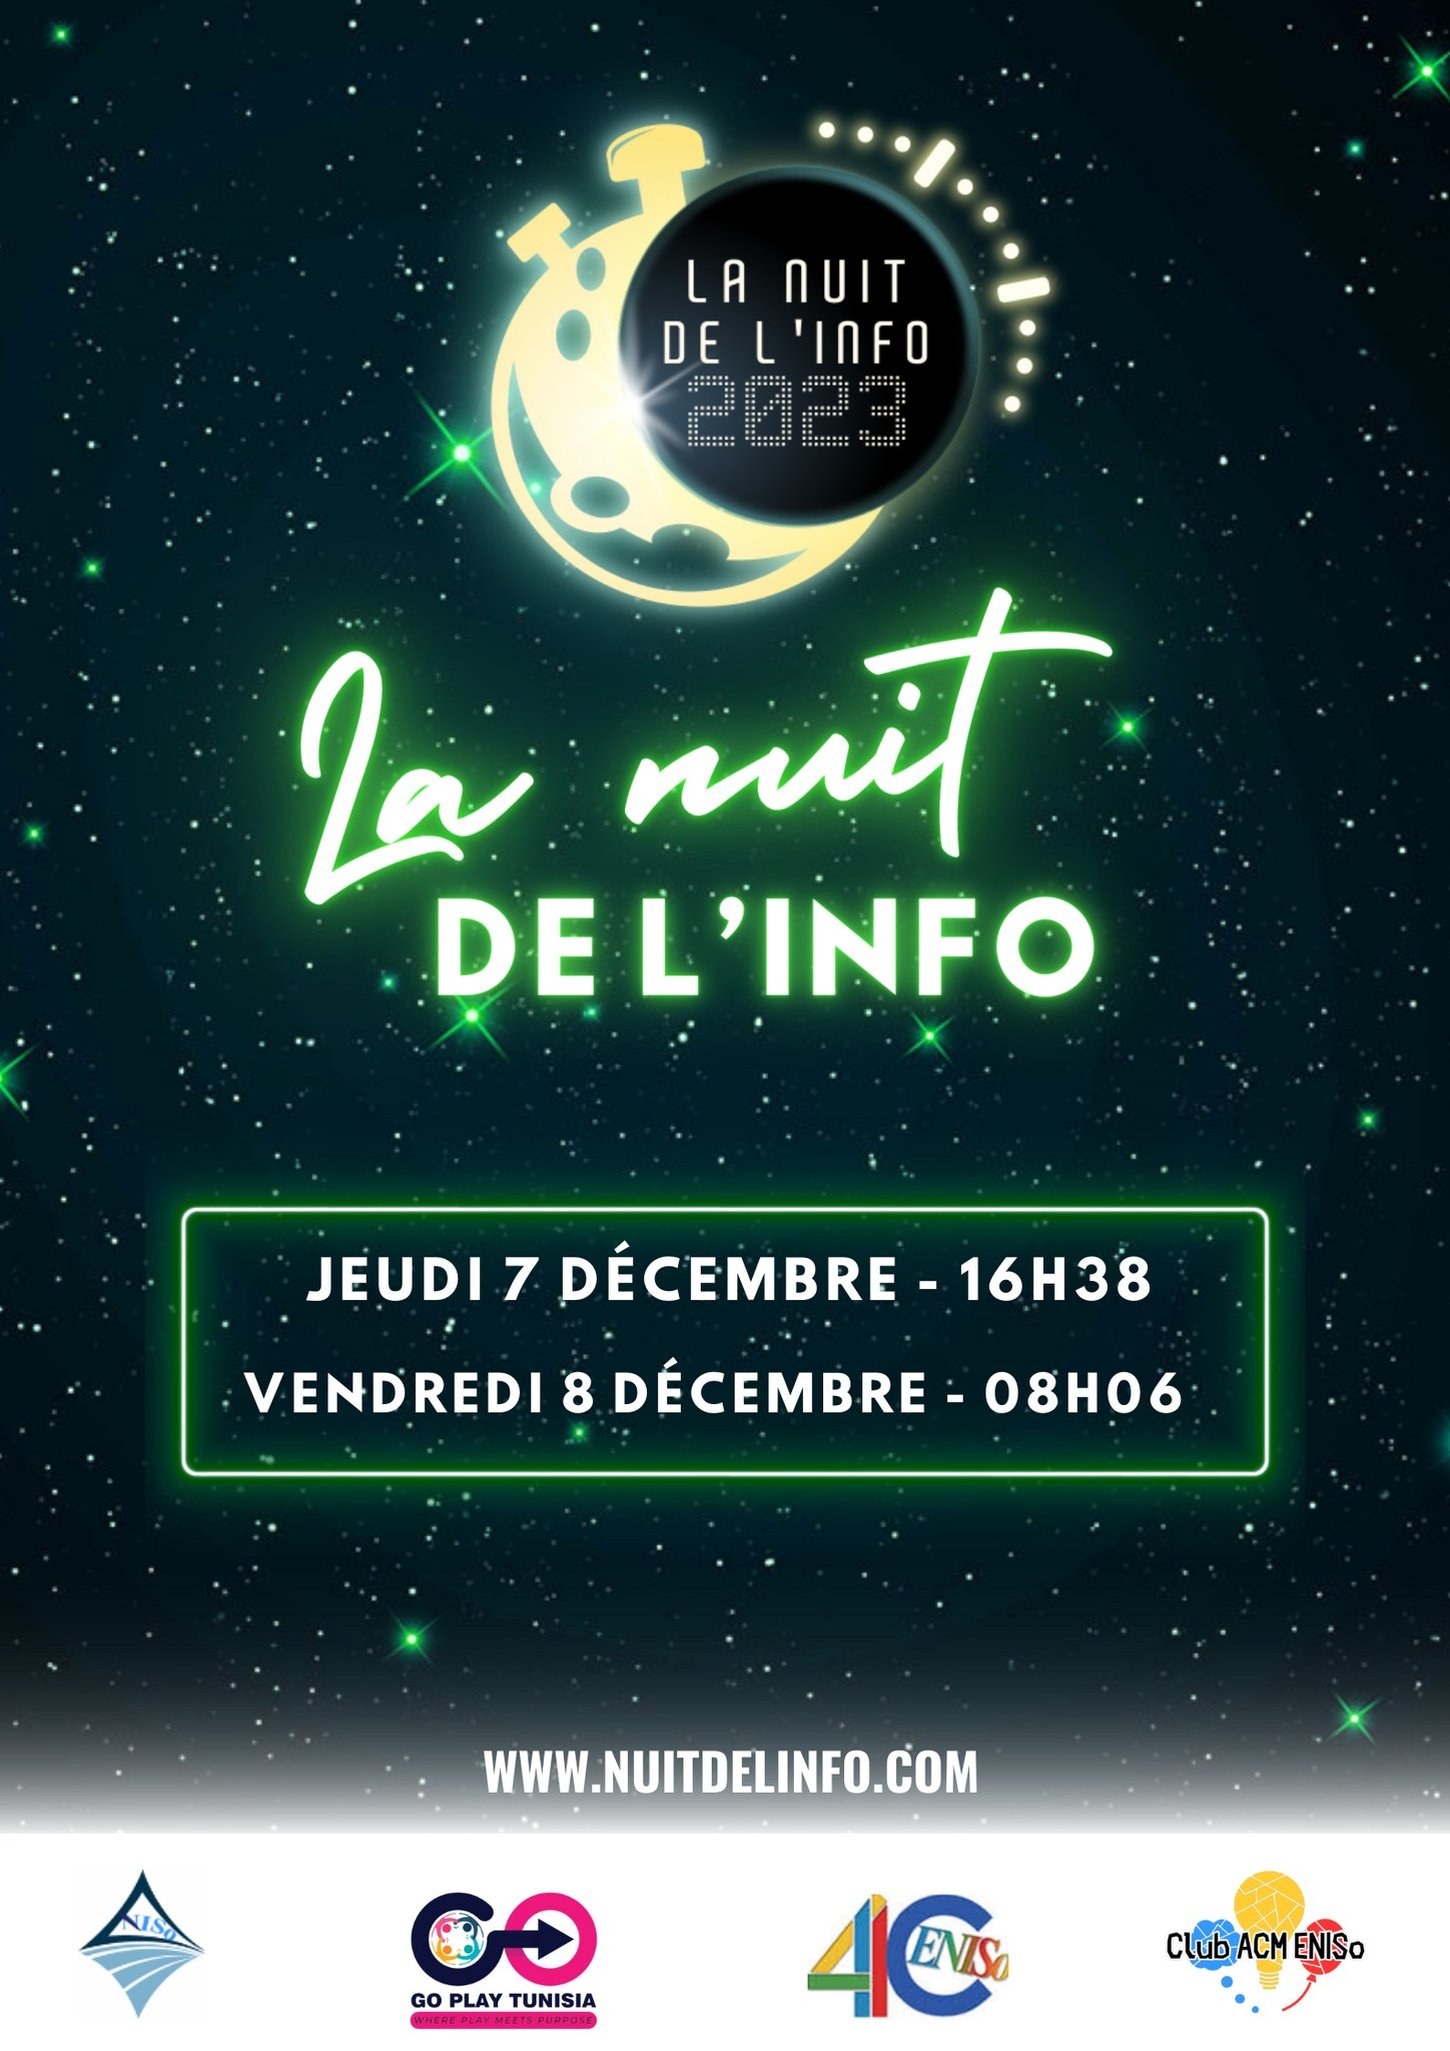 LA NUIT
DE L'INFO
2023
La nuit
DE L’INFO
JEUDI 7 DÉCEMBRE - 16H38
VENDREDI 8 DÉCEMBRE - 08H06
WWW.NUITDELINFO.COM
NISo
GO
GO PLAY TUNISIA
WHERE PLAY MEETS PURPOSE
4C
ENISo
Club ACM ENISo